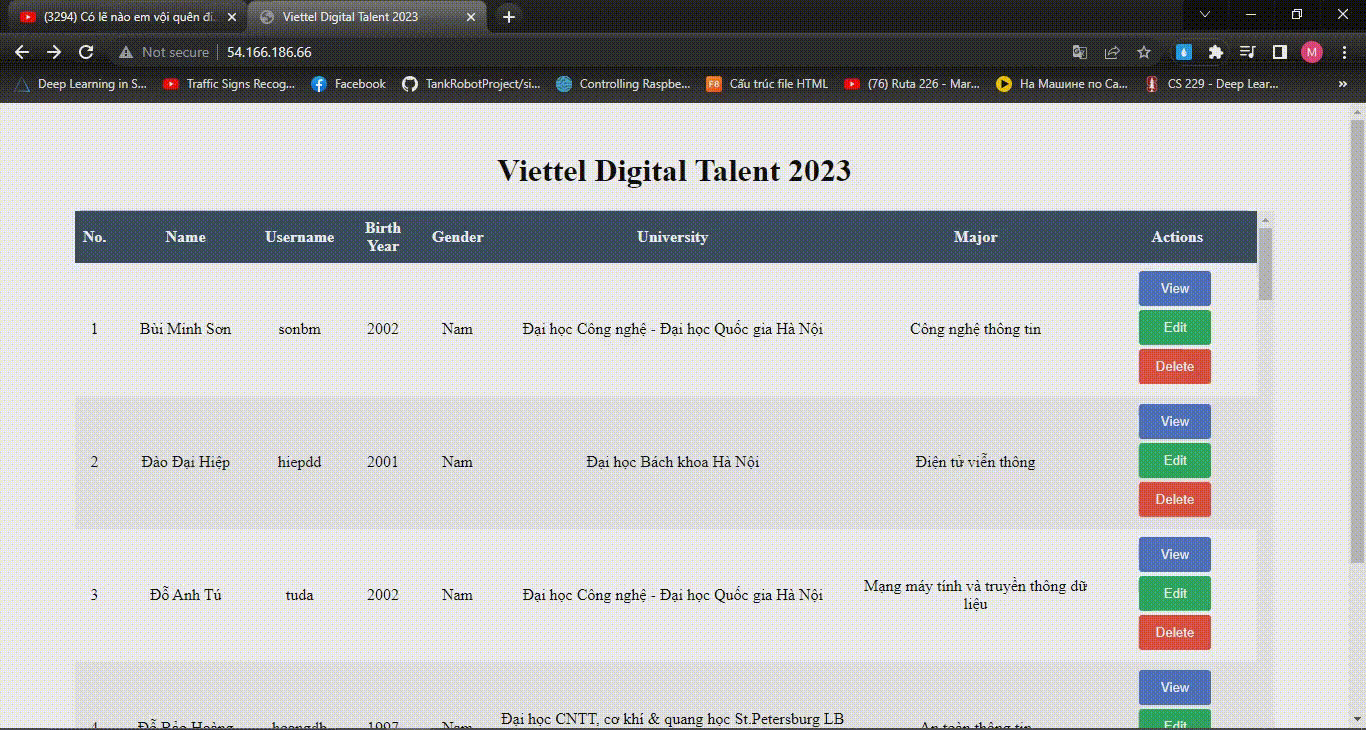 (3294) Có lẽ nào em vội quên đi.
Viettel Digital Talent 2023
Not secure
54.166.186.66
M
Deep Learning in S...
Traffic Signs Recog...
Facebook
TankRobotProject/si...
Controlling Raspbe...
F8
Cấu trúc file HTML
(76) Ruta 226 - Mar...
На Машине по Са...
CS 229 - Deep Lear...
Viettel Digital Talent 2023
No. Name Username Birth Year Gender University Major Actions
1 Bùi Minh Sơn sonbm 2002 Nam Đại học Công nghệ - Đại học Quốc gia Hà Nội Công nghệ thông tin
View
Edit
Delete
2 Đào Đại Hiệp hiepdd 2001 Nam Đại học Bách khoa Hà Nội Điện tử viễn thông
View
Edit
Delete
3 Đỗ Anh Tú tuda 2002 Nam Đại học Công nghệ - Đại học Quốc gia Hà Nội Mạng máy tính và truyền thông dữ
liệu
View
Edit
Delete
4 Đỗ Bảo Hoàng hoangdb 1997 Nam Đại học CNTT, cơ khí & quang học St.Petersburg LB An toàn thông tin
View
Edit